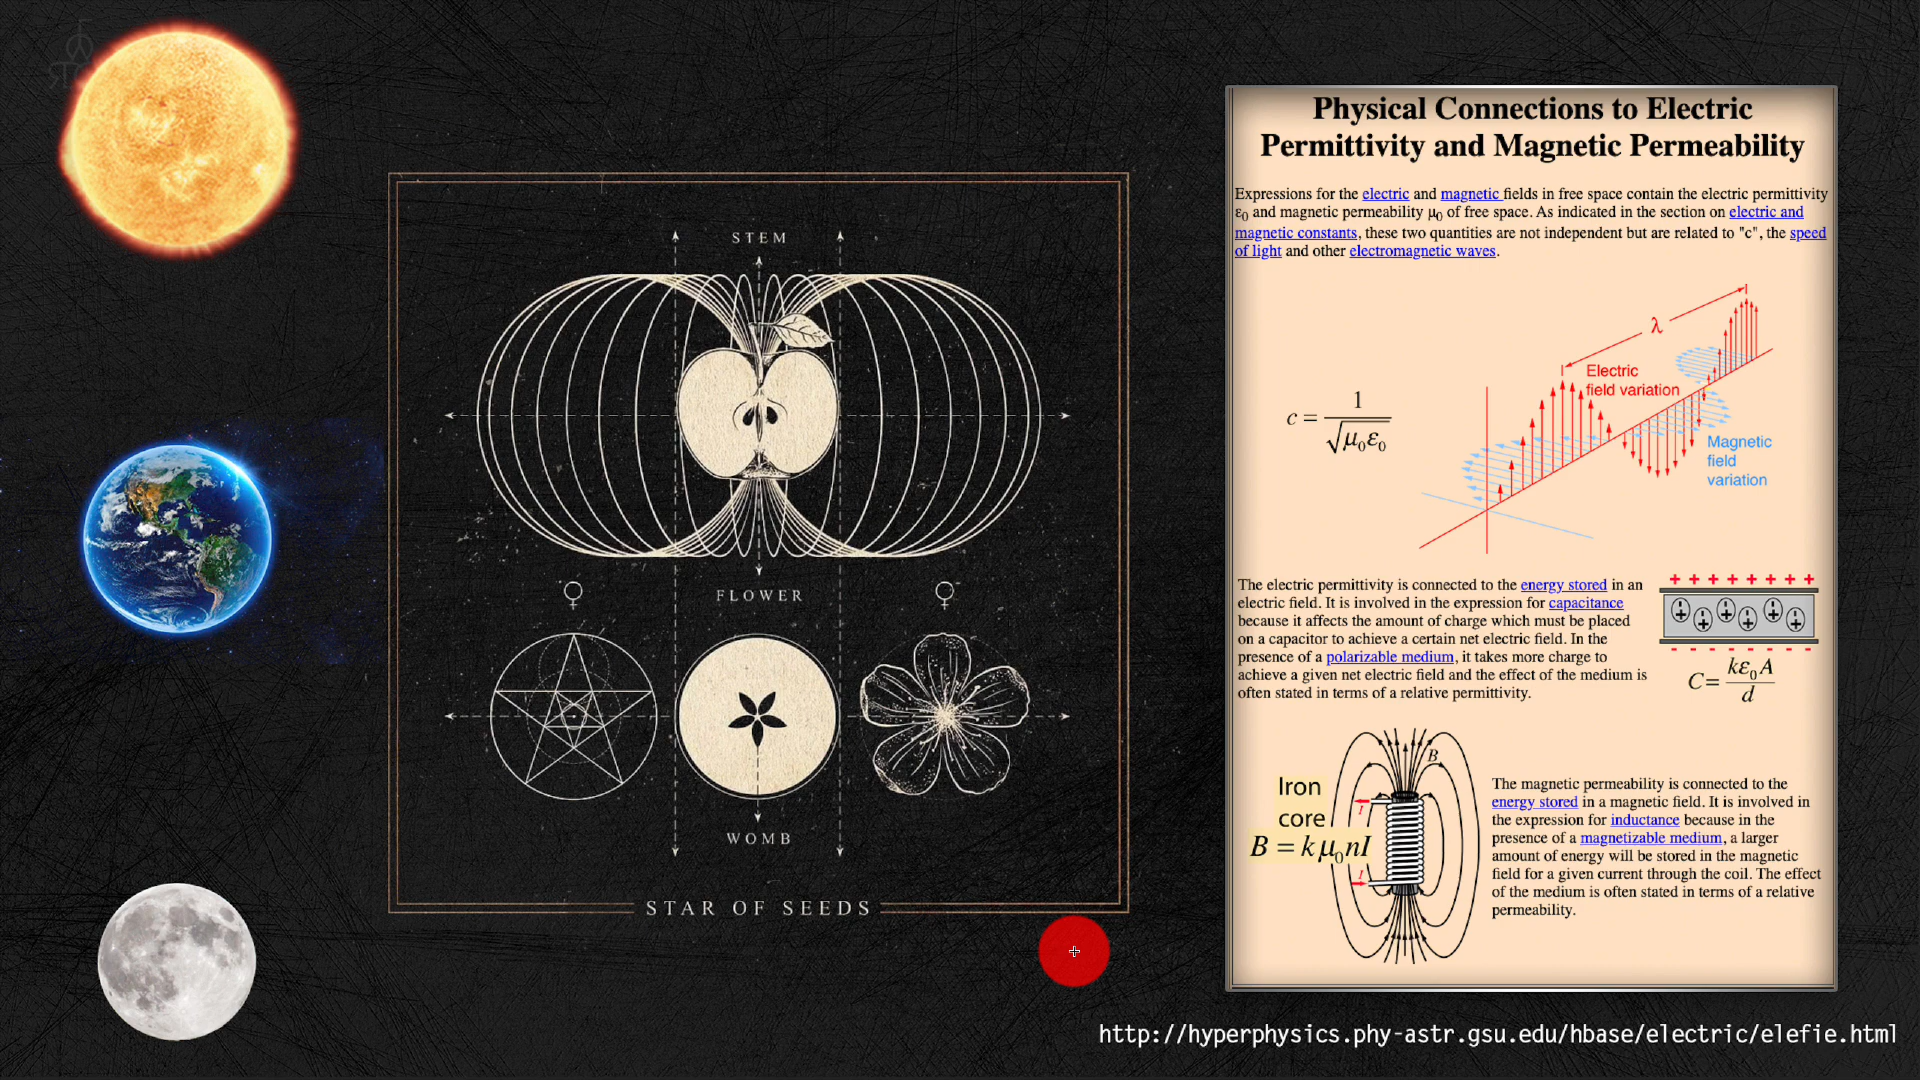 STEM
FLOWER
WOMB
STAR OF SEEDS
Physical Connections to Electric
Permittivity and Magnetic Permeability
Expressions for the electric and magnetic fields in free space contain the electric permittivity
ε0 and magnetic permeability μ0 of free space. As indicated in the section on electric and
magnetic constants, these two quantities are not independent but are related to "c", the speed
of light and other electromagnetic waves.
λ
Electric
field variation
c = 1/√μ0ε0
Magnetic
field
variation
The electric permittivity is connected to the energy stored in an
electric field. It is involved in the expression for capacitance
because it affects the amount of charge which must be placed
on a capacitor to achieve a certain net electric field. In the
presence of a polarizable medium, it takes more charge to
achieve a given net electric field and the effect of the medium is
often stated in terms of a relative permittivity.
+ + + + + + + +
- - - - - - - -
C= kε0A/d
B
Iron
core
B = kμ0nI
I
I
The magnetic permeability is connected to the
energy stored in a magnetic field. It is involved in
the expression for inductance because in the
presence of a magnetizable medium, a larger
amount of energy will be stored in the magnetic
field for a given current through the coil. The effect
of the medium is often stated in terms of a relative
permeability.
http://hyperphysics.phy-astr.gsu.edu/hbase/electric/elefie.html